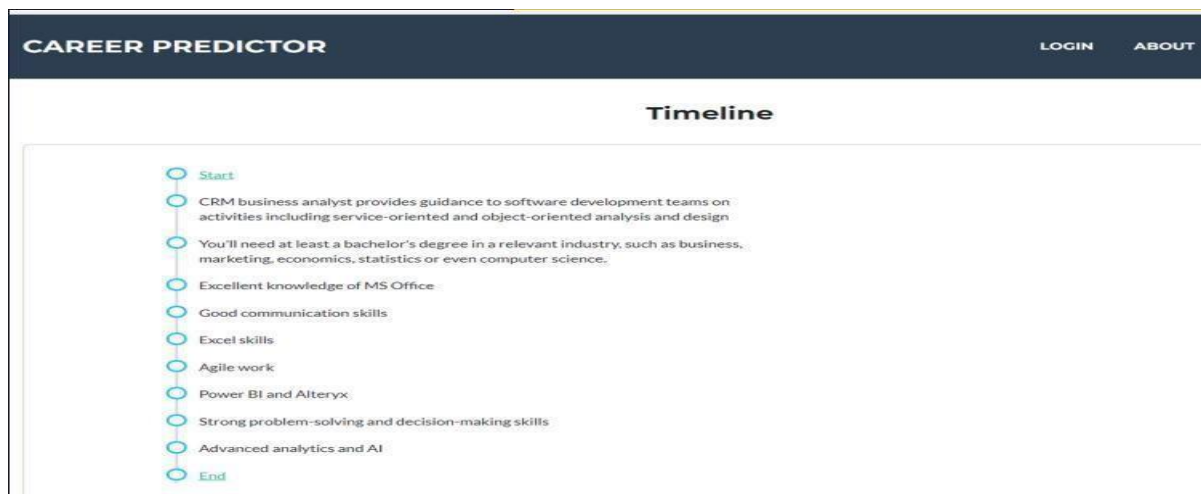 CAREER PREDICTOR
LOGIN ABOUT
Timeline
Start
CRM business analyst provides guidance to software development teams on
activities including service-oriented and object-oriented analysis and design
You'll need at least a bachelor's degree in a relevant industry, such as business,
marketing, economics, statistics or even computer science.
Excellent knowledge of MS Office
Good communication skills
Excel skills
Agile work
Power BI and Alteryx
Strong problem-solving and decision-making skills
Advanced analytics and AI
End